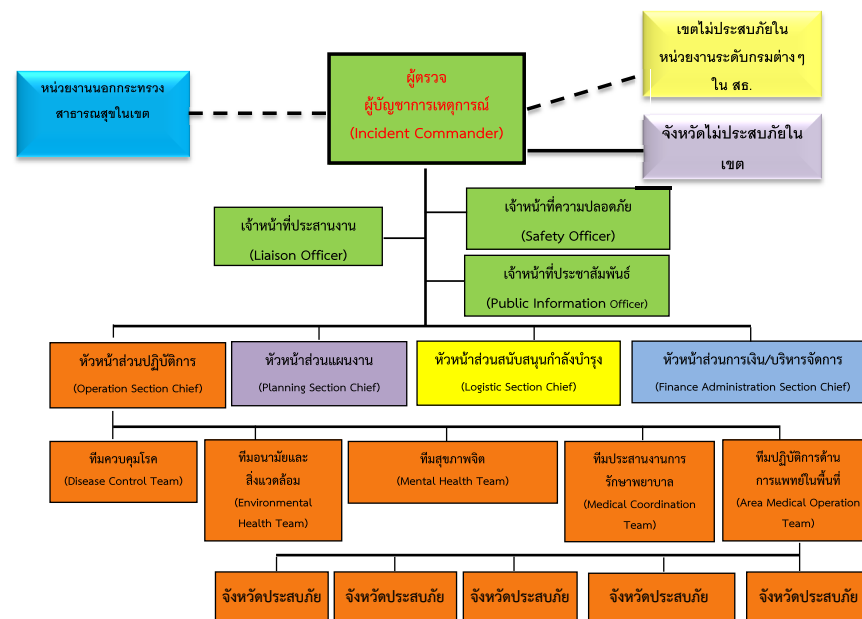 เขตไม่ประสบภัยใน
หน่วยงานระดับกรมต่างๆ
ใน สธ.
ผู้ตรวจ
ผู้บัญชาการเหตุการณ์
(Incident Commander)
หน่วยงานนอกกระทรวง
สาธารณสุขในเขต
จังหวัดไม่ประสบภัยใน
เขต
เจ้าหน้าที่ประสานงาน
(Liaison Officer)
เจ้าหน้าที่ความปลอดภัย
(Safety Officer)
เจ้าหน้าที่ประชาสัมพันธ์
(Public Information Officer)
หัวหน้าส่วนปฏิบัติการ
(Operation Section Chief)
หัวหน้าส่วนแผนงาน
(Planning Section Chief)
หัวหน้าส่วนสนับสนุนกำลังบำรุง
(Logistic Section Chief)
หัวหน้าส่วนการเงิน/บริหารจัดการ
(Finance Administration Section Chief)
ทีมควบคุมโรค
(Disease Control Team)
ทีมอนามัยและ
สิ่งแวดล้อม
(Environmental
Health Team)
ทีมสุขภาพจิต
(Mental Health Team)
ทีมประสานงานการ
รักษาพยาบาล
(Medical Coordination
Team)
ทีมปฏิบัติการด้าน
การแพทย์ในพื้นที่
(Area Medical Operation
Team)
จังหวัดประสบภัย
จังหวัดประสบภัย
จังหวัดประสบภัย
จังหวัดประสบภัย
จังหวัดประสบภัย